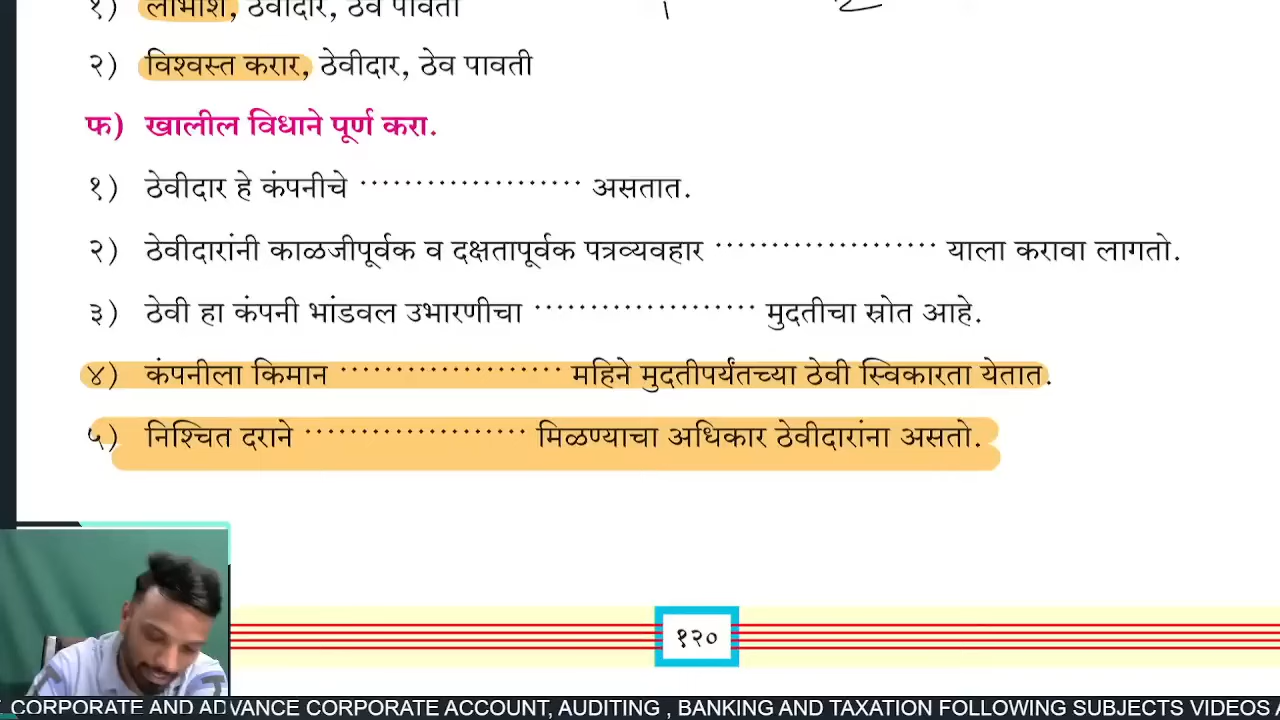 १) लाभांश, ठेवीदार, ठेव पावती
२) विश्वस्त करार, ठेवीदार, ठेव पावती
फ) खालील विधाने पूर्ण करा.
१) ठेवीदार हे कंपनीचे ···················· असतात.
२) ठेवीदारांनी काळजीपूर्वक व दक्षतापूर्वक पत्रव्यवहार ···················· याला करावा लागतो.
३) ठेवी हा कंपनी भांडवल उभारणीचा ···················· मुदतीचा स्रोत आहे.
४) कंपनीला किमान ···················· महिने मुदतीपर्यंतच्या ठेवी स्विकारता येतात.
५) निश्चित दराने ···················· मिळण्याचा अधिकार ठेवीदारांना असतो.
१२०
CORPORATE AND ADVANCE CORPORATE ACCOUNT, AUDITING , BANKING AND TAXATION FOLLOWING SUBJECTS VIDEOS